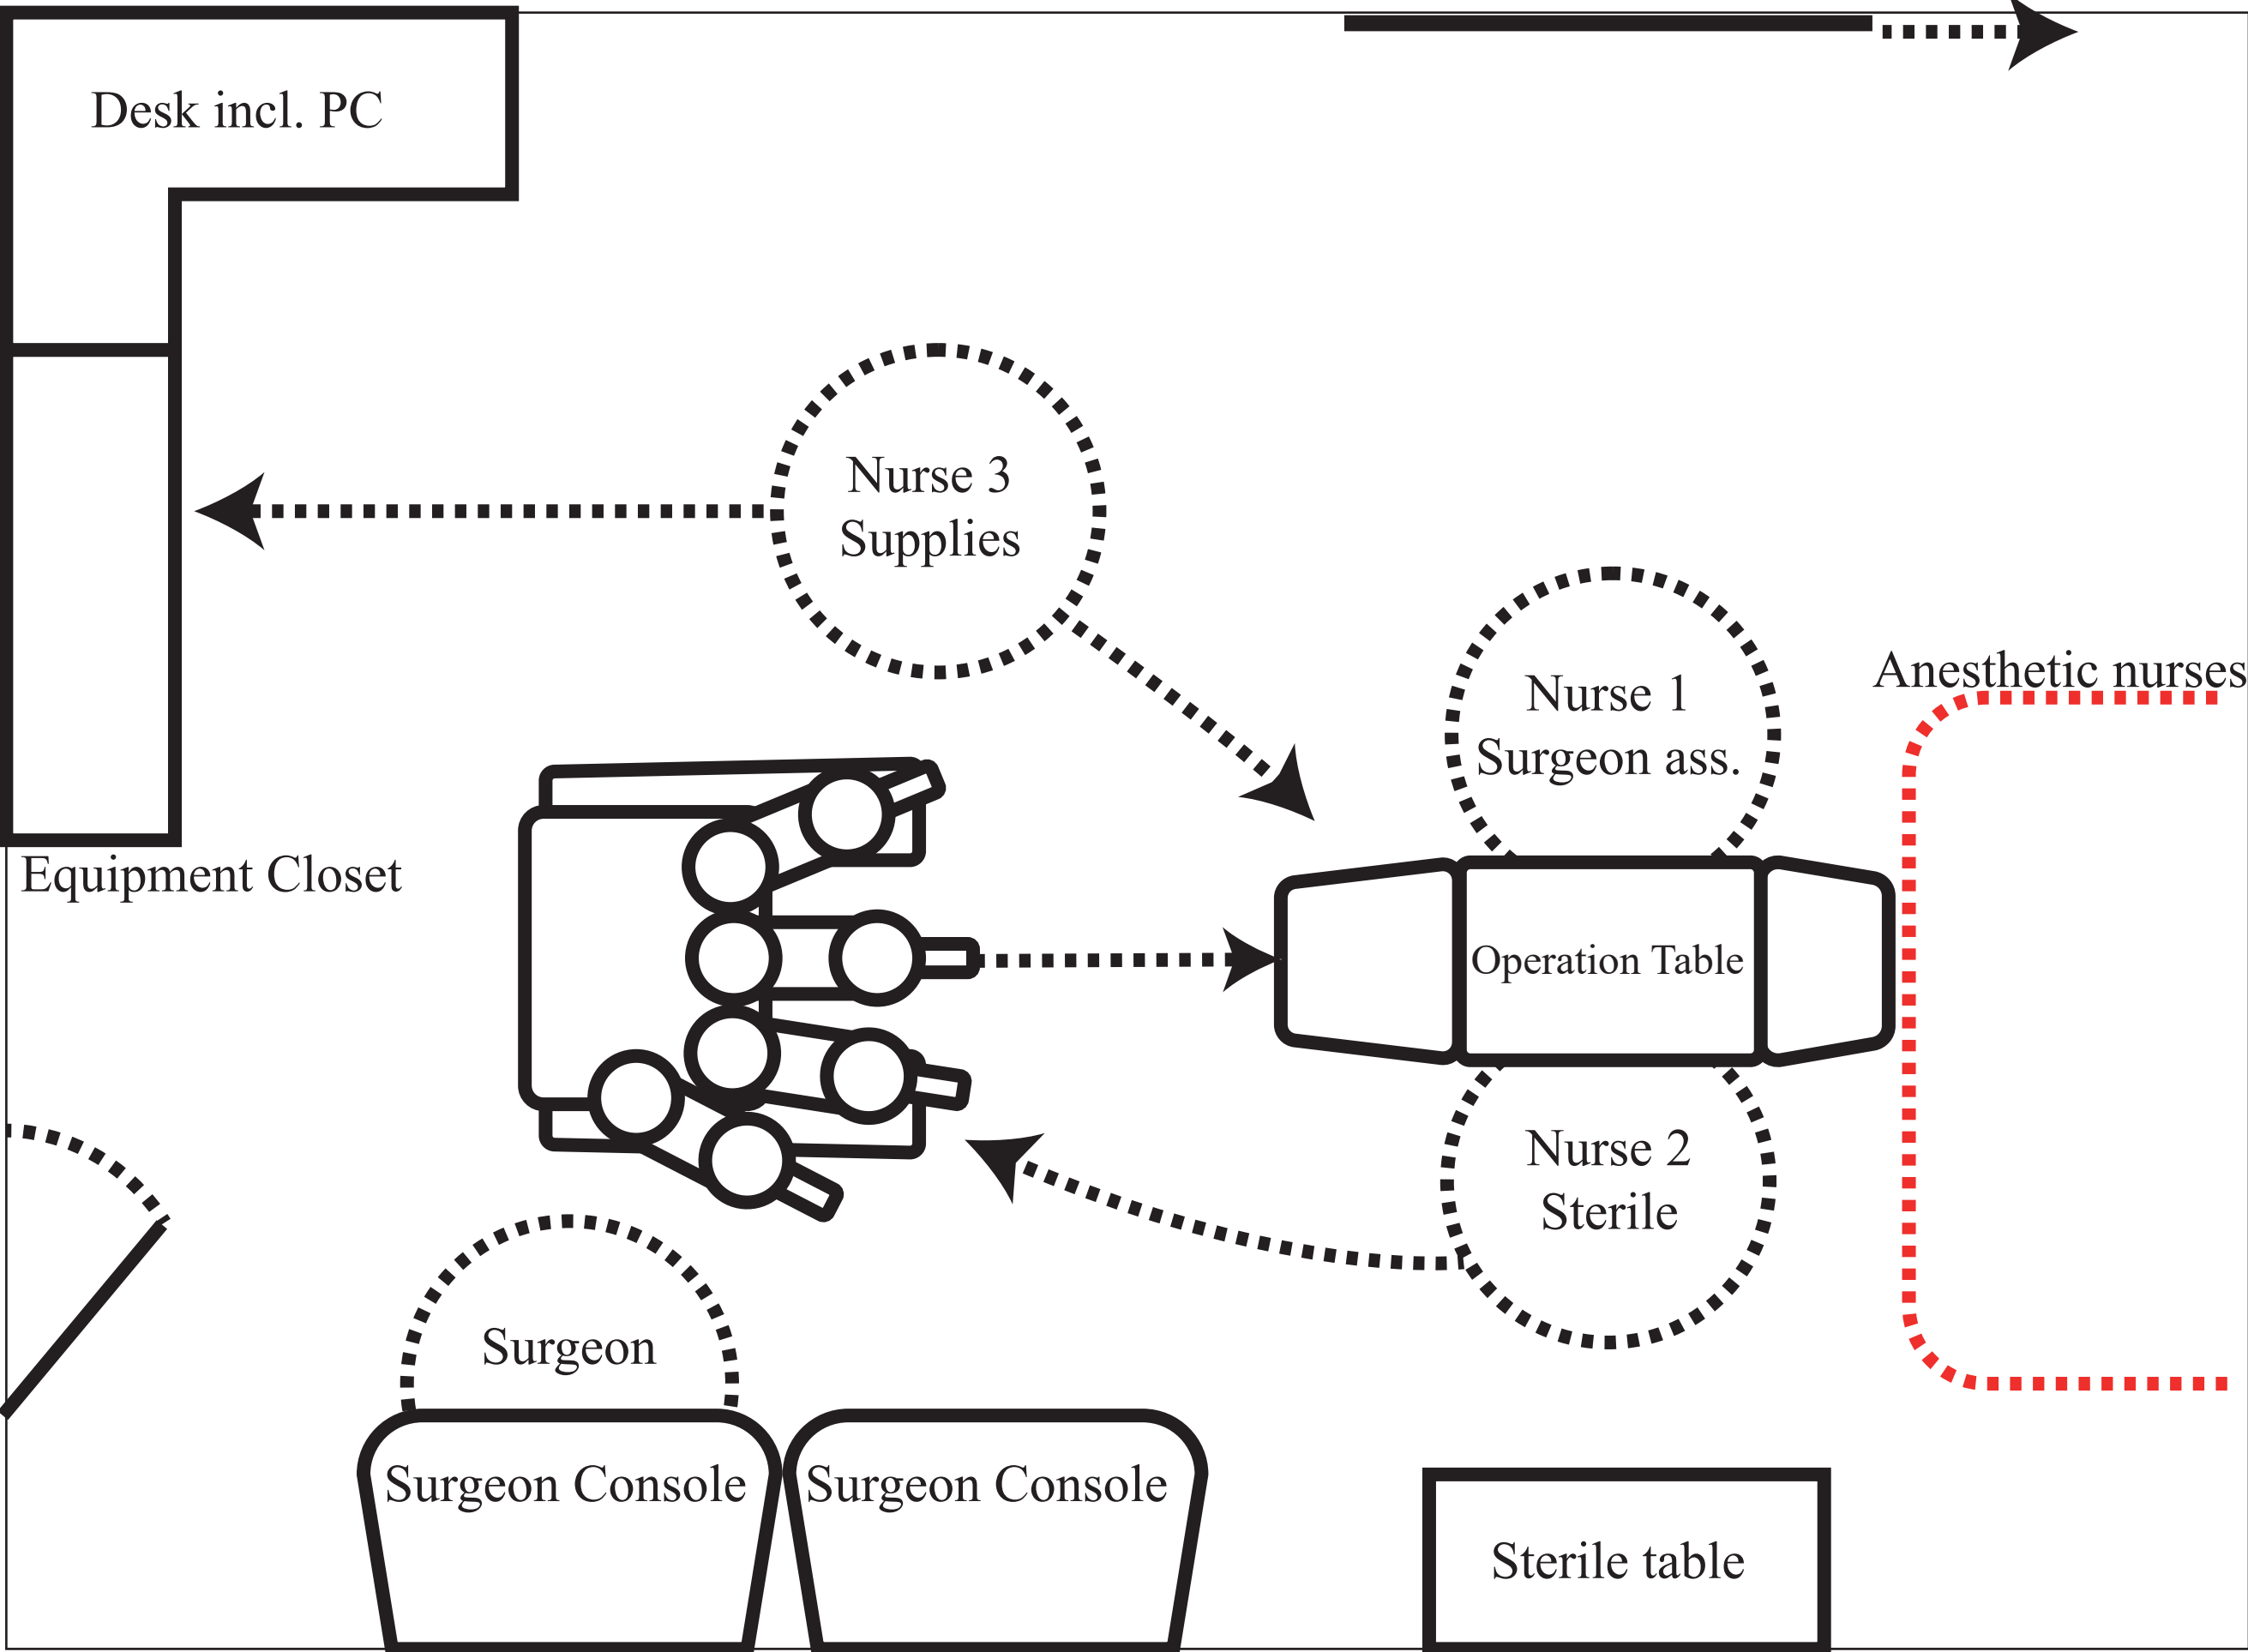 Desk incl. PC
Nurse 3
Supplies
Nurse 1
Surgeon ass.
Anesthetic nurses
Equipment Closet
Operation Table
Nurse 2
Sterile
Surgeon
Surgeon Console
Surgeon Console
Sterile table